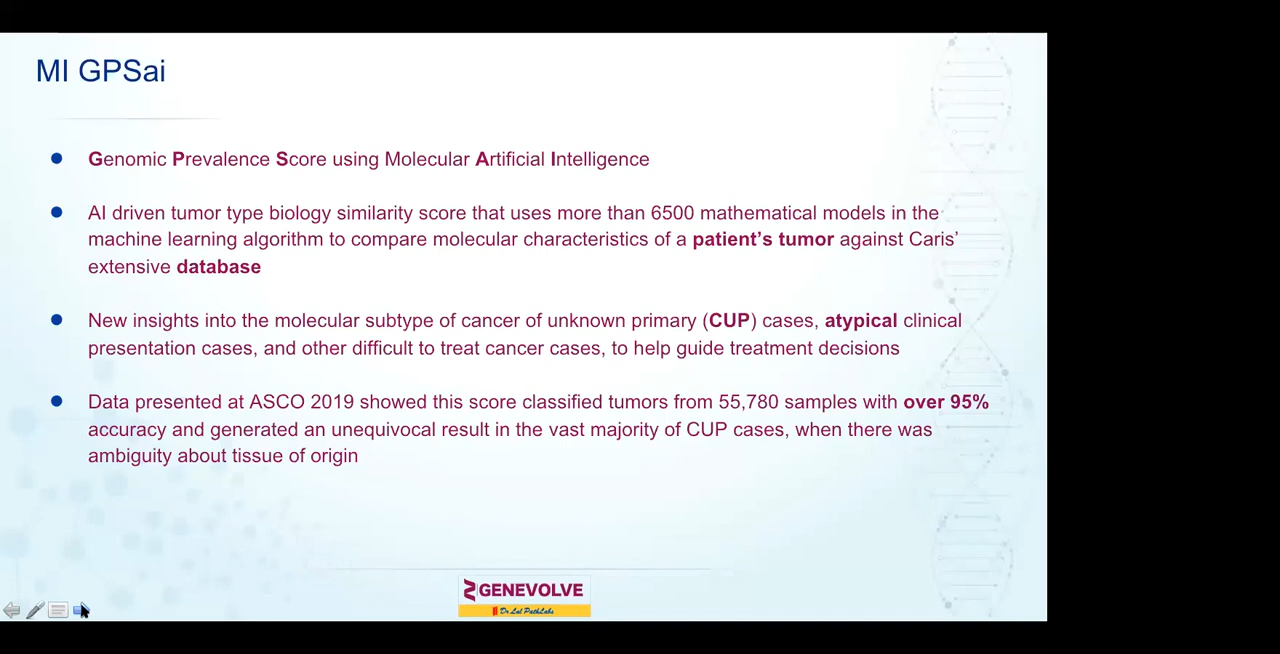 MI GPSai
Genomic Prevalence Score using Molecular Artificial Intelligence
AI driven tumor type biology similarity score that uses more than 6500 mathematical models in the
machine learning algorithm to compare molecular characteristics of a patient's tumor against Caris'
extensive database
New insights into the molecular subtype of cancer of unknown primary (CUP) cases, atypical clinical
presentation cases, and other difficult to treat cancer cases, to help guide treatment decisions
Data presented at ASCO 2019 showed this score classified tumors from 55,780 samples with over 95%
accuracy and generated an unequivocal result in the vast majority of CUP cases, when there was
ambiguity about tissue of origin
GENEVOLVE
Dr Lal PathLabs